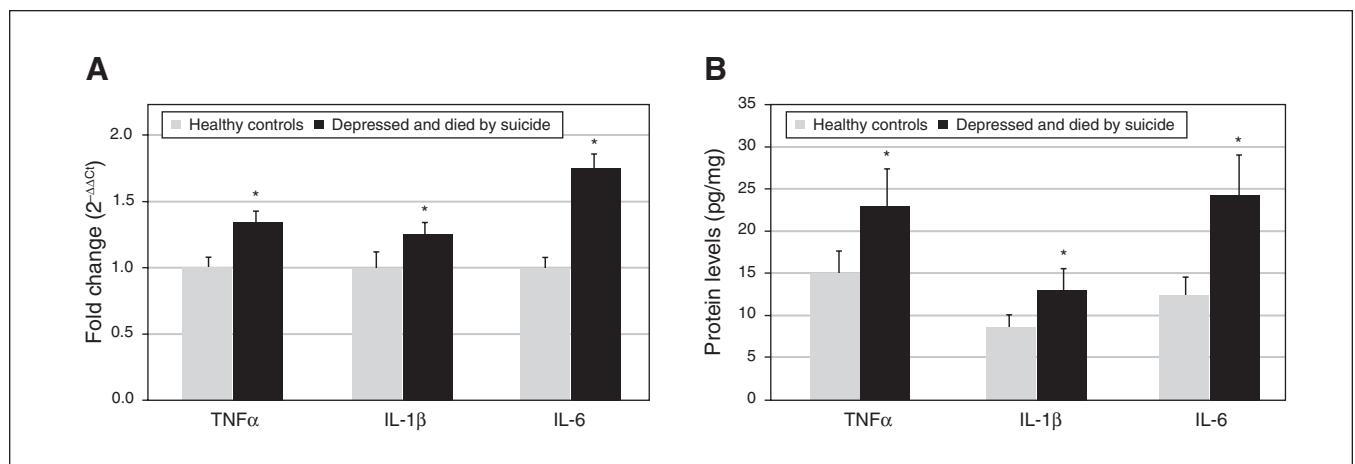 A
Healthy controls Depressed and died by suicide
Fold change (2⁻ΔΔCt)
2.0
1.5
1.0
0.5
0.0
* * *
TNFα IL-1β IL-6
B
Healthy controls Depressed and died by suicide
Protein levels (pg/mg)
35
30
25
20
15
10
5
0
* * *
TNFα IL-1β IL-6